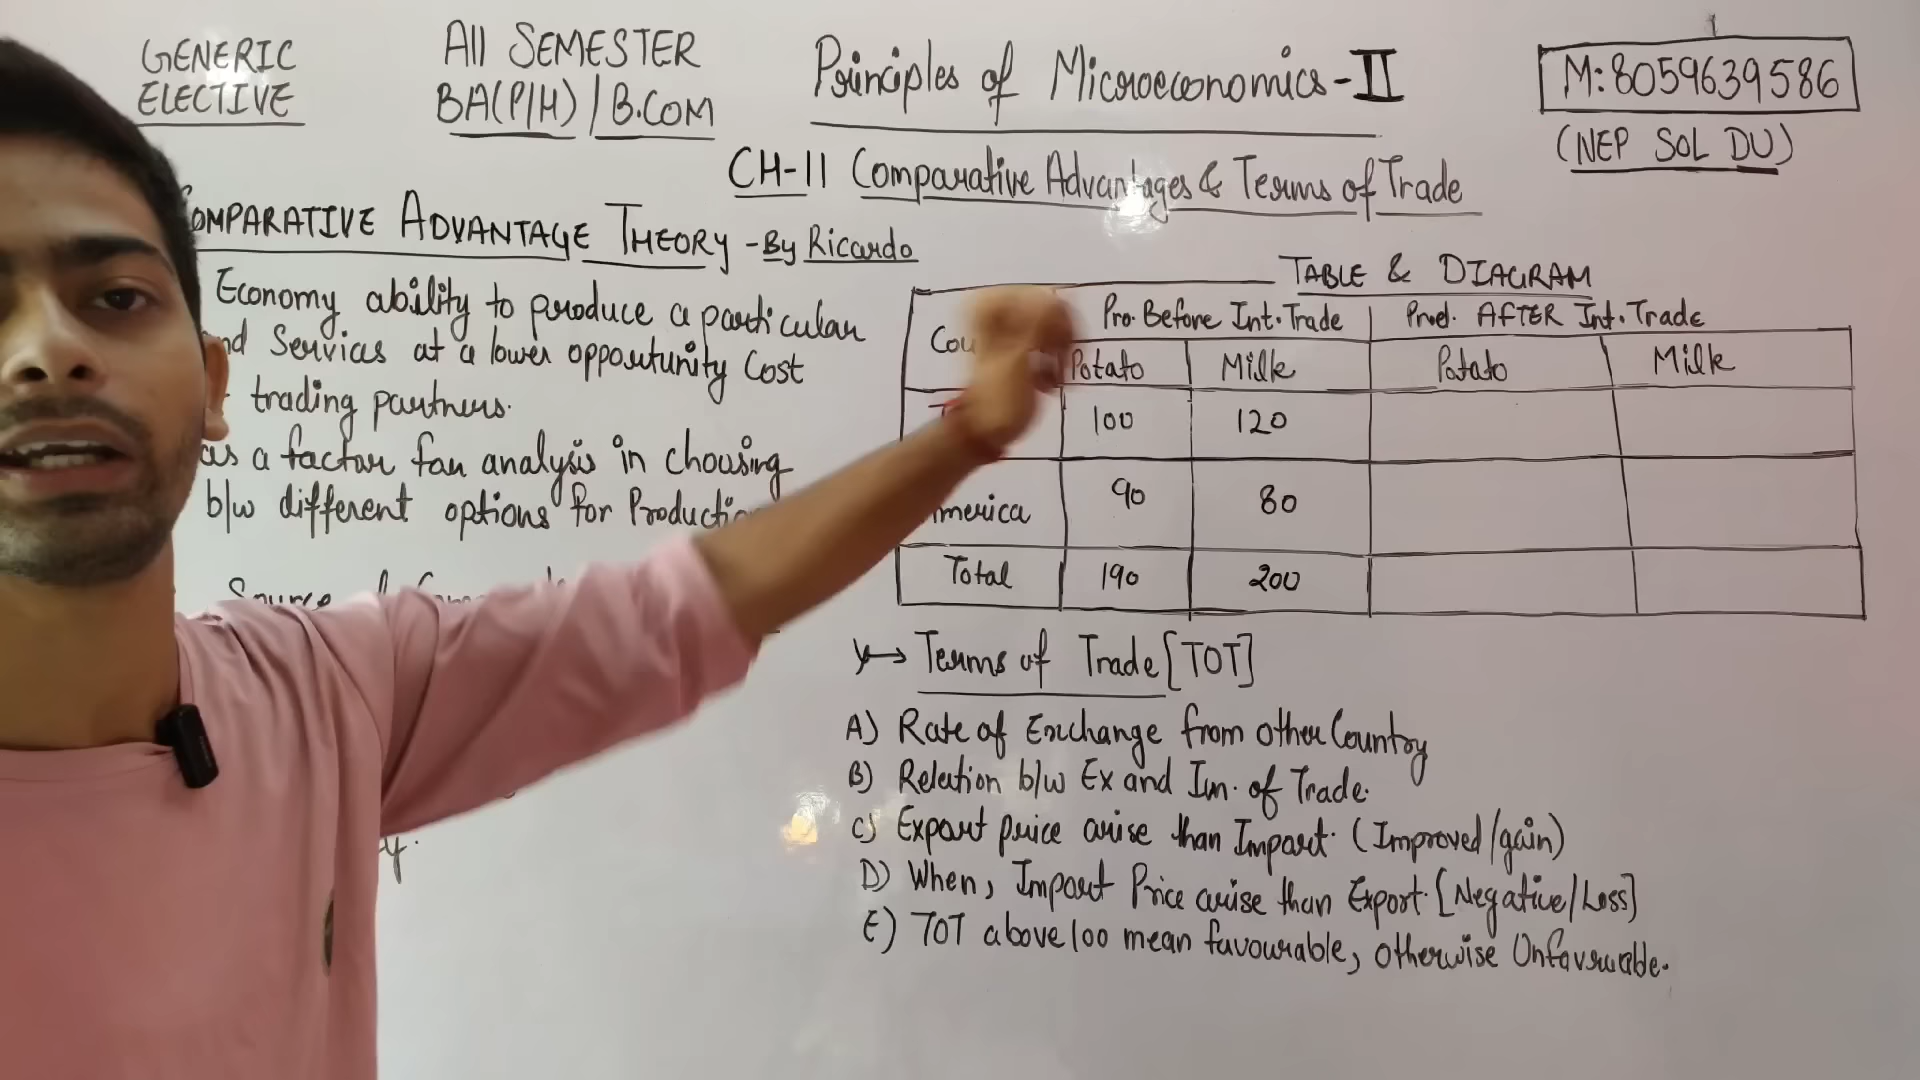 GENERIC
ELECTIVE
All SEMESTER
BA(P/H) / B.COM
Principles of Microeconomics-II
M:8059639586
(NEP SOL DU)
CH-11 Comparative Advantages & Terms of Trade
OMPARATIVE ADVANTAGE THEORY - By Ricardo
Economy ability to produce a particular
nd Services at a lower opportunity Cost
trading partners.
as a factor for analysis in chousing
b/w different options for Producti
Source
y.
TABLE & DIAGRAM
Cou
Pro. Before Int. Trade
Prod. AFTER Int. Trade
Potato Milk Potato Milk
100 120
merica 90 80
Total 190 200
Terms of Trade [TOT]
A) Rate of Exchange from other Country
B) Relation b/w Ex and Im. of Trade.
C) Export price arise than Import. (Improved/gain)
D) When, Import Price arise than Export. [Negative/Loss]
E) TOT above 100 mean favourable, otherwise Unfavourable.